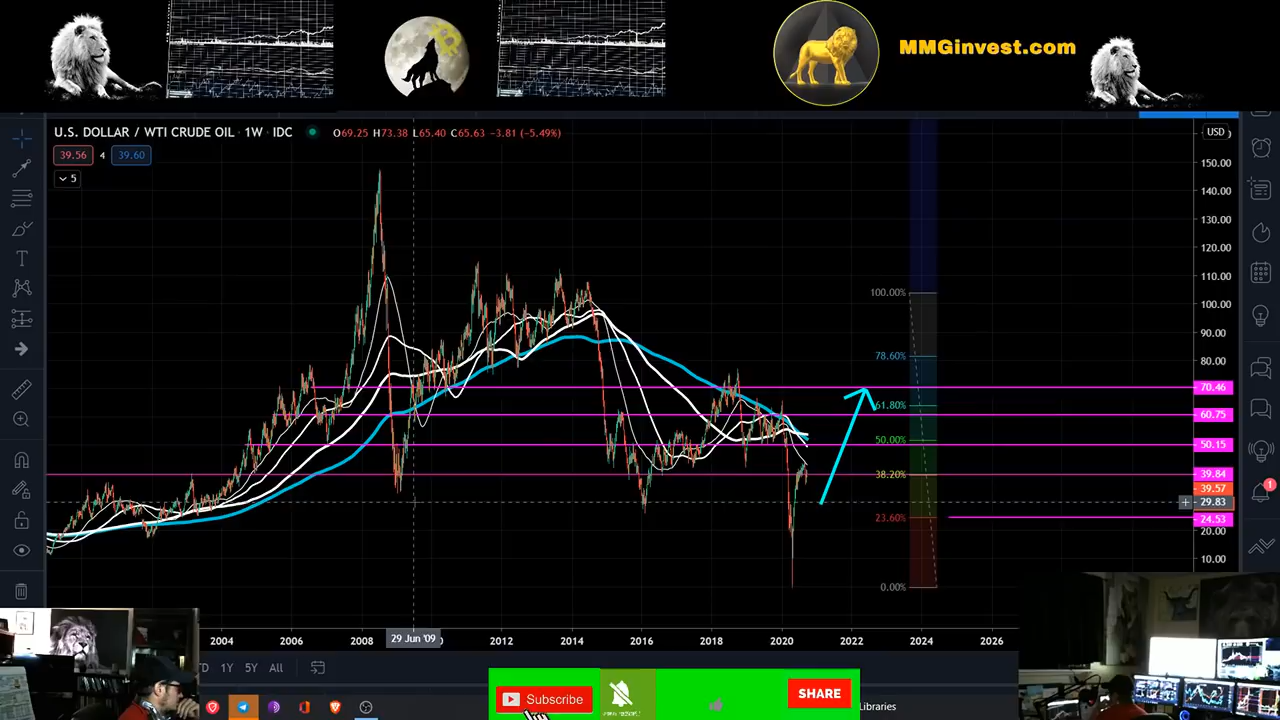 MMGinvest.com
U.S. DOLLAR / WTI CRUDE OIL · 1W · IDC
O69.25 H73.38 L65.40 C65.63 −3.81 (−5.49%)
USD
39.56 4 39.60
5
150.00
140.00
130.00
120.00
110.00
100.00
90.00
80.00
70.46
60.75
50.15
39.84
39.57
29.83
24.53
20.00
10.00
100.00%
78.60%
61.80%
50.00%
38.20%
23.60%
0.00%
2004 2006 2008 29 Jun '09 2012 2014 2016 2018 2020 2022 2024 2026
1Y 5Y All
1
Subscribe
SHARE
Libraries